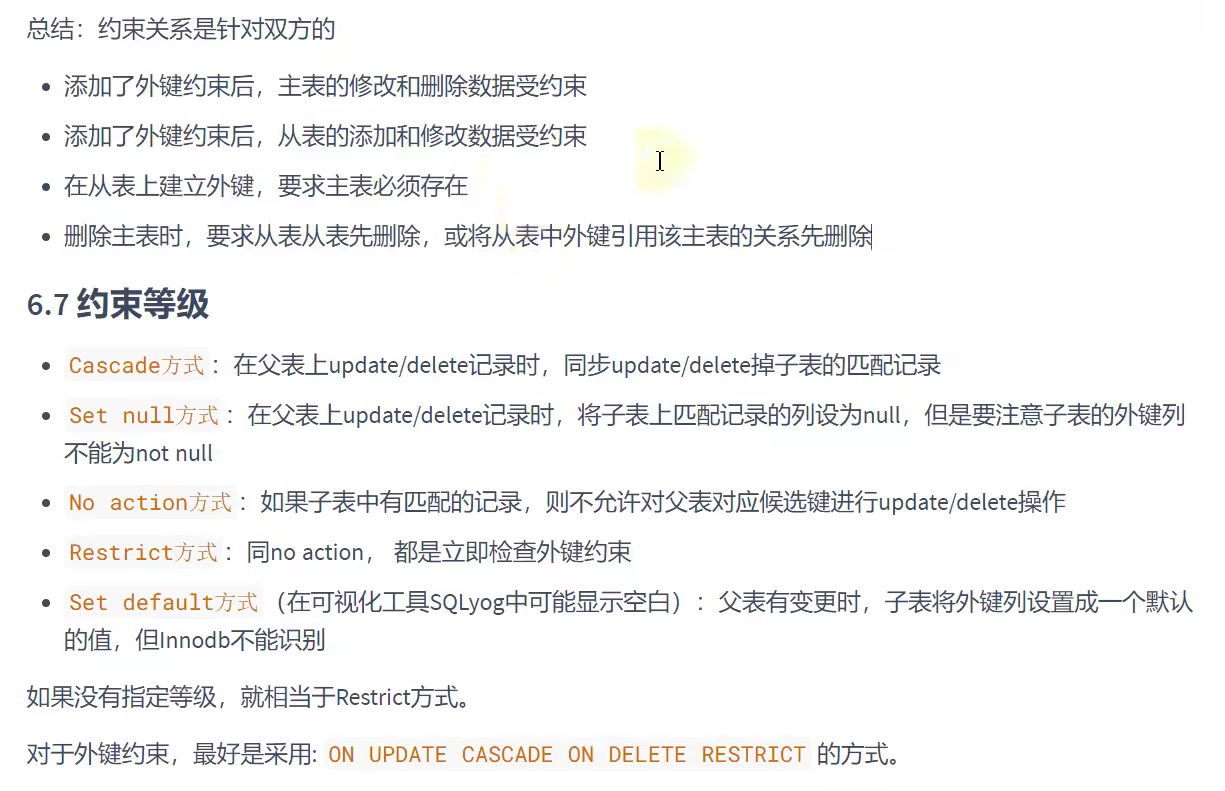 总结：约束关系是针对双方的
添加了外键约束后，主表的修改和删除数据受约束
添加了外键约束后，从表的添加和修改数据受约束
在从表上建立外键，要求主表必须存在
删除主表时，要求从表从表先删除，或将从表中外键引用该主表的关系先删除
6.7 约束等级
Cascade方式：在父表上update/delete记录时，同步update/delete掉子表的匹配记录
Set null方式：在父表上update/delete记录时，将子表上匹配记录的列设为null，但是要注意子表的外键列
不能为not null
No action方式：如果子表中有匹配的记录，则不允许对父表对应候选键进行update/delete操作
Restrict方式：同no action， 都是立即检查外键约束
Set default方式（在可视化工具SQLyog中可能显示空白）：父表有变更时，子表将外键列设置成一个默认
的值，但Innodb不能识别
如果没有指定等级，就相当于Restrict方式。
对于外键约束，最好是采用: ON UPDATE CASCADE ON DELETE RESTRICT 的方式。